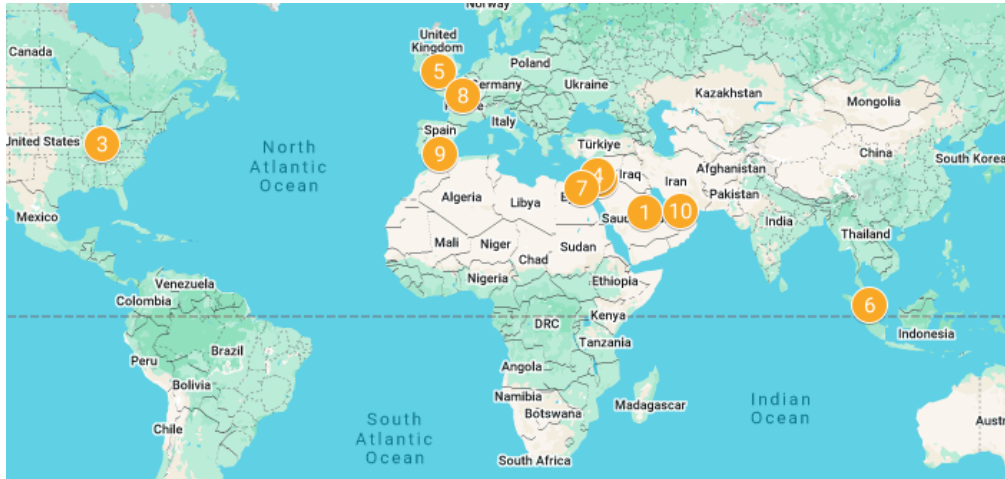 Norway
Canada
United
Kingdom
5
Poland
Germany
8
Ukraine
Kazakhstan
Mongolia
United States
3
North
Atlantic
Ocean
Spain
Italy
9
Türkiye
China
South Korea
Afghanistan
4
Iraq
Iran
Pakistan
7
Algeria
Libya
Mexico
1
10
India
Mali
Niger
Sudan
Thailand
Chad
Nigeria
Ethiopia
Venezuela
Colombia
6
DRC
Kenya
Indonesia
Tanzania
Brazil
Peru
Angola
Bolivia
Namibia
Botswana
Madagascar
Indian
Ocean
Chile
South
Atlantic
Ocean
South Africa